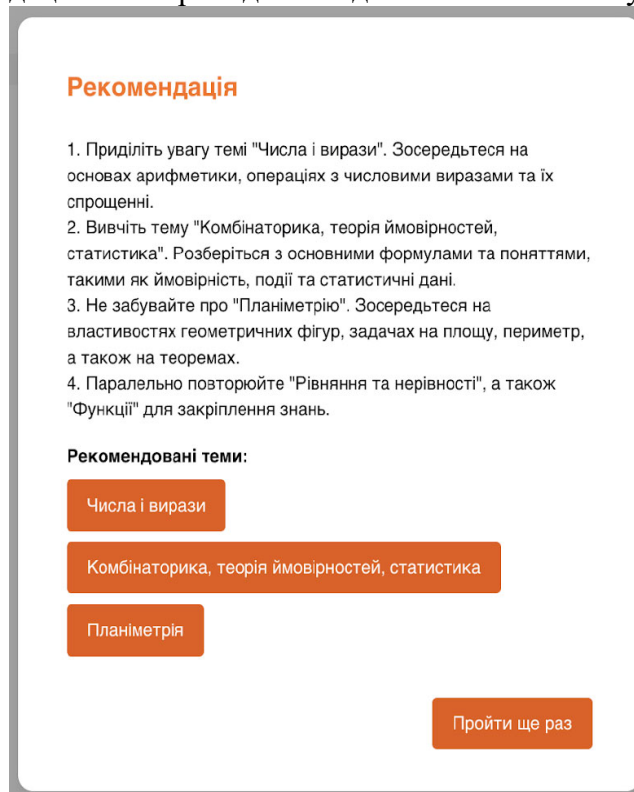 Рекомендація
1. Приділіть увагу темі "Числа і вирази". Зосередьтеся на
основах арифметики, операціях з числовими виразами та їх
спрощенні.
2. Вивчіть тему "Комбінаторика, теорія ймовірностей,
статистика". Розберіться з основними формулами та поняттями,
такими як ймовірність, події та статистичні дані.
3. Не забувайте про "Планіметрію". Зосередьтеся на
властивостях геометричних фігур, задачах на площу, периметр,
а також на теоремах.
4. Паралельно повторюйте "Рівняння та нерівності", а також
"Функції" для закріплення знань.
Рекомендовані теми:
Числа і вирази
Комбінаторика, теорія ймовірностей, статистика
Планіметрія
Пройти ще раз